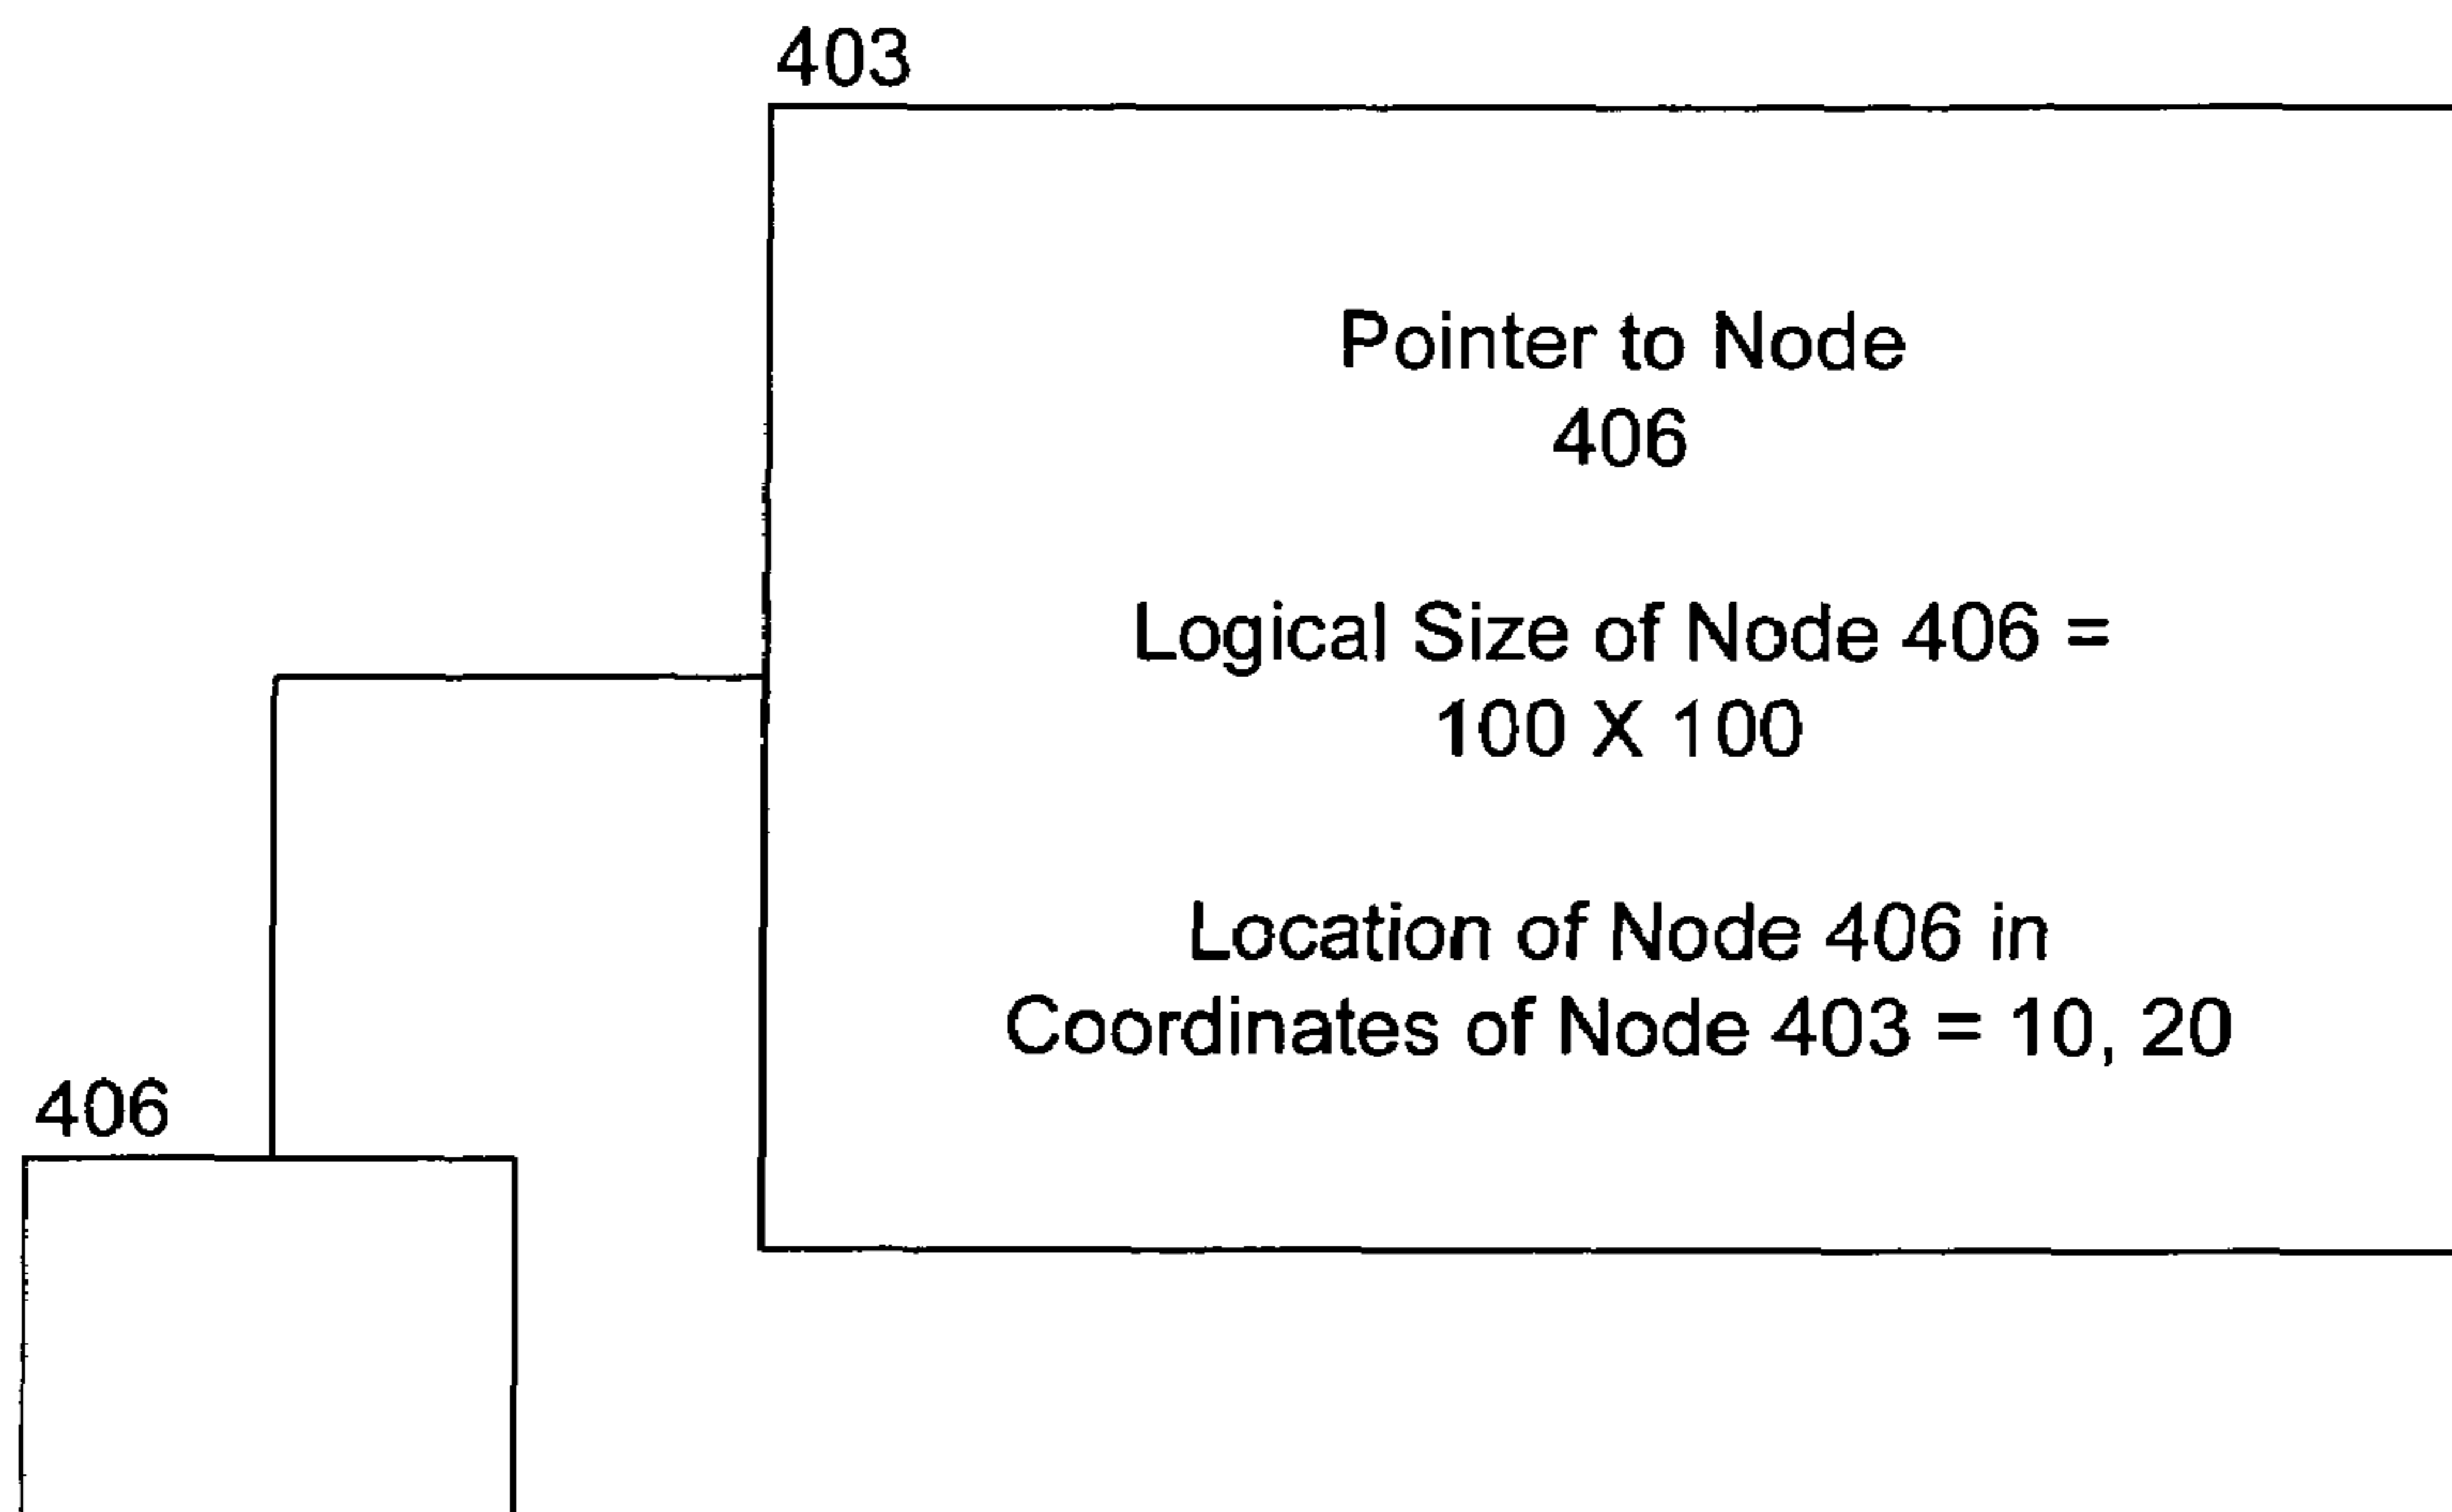 403
Pointer to Node
406
Logical Size of Node 406 =
100 X 100
Location of Node 406 in
Coordinates of Node 403 = 10, 20
406